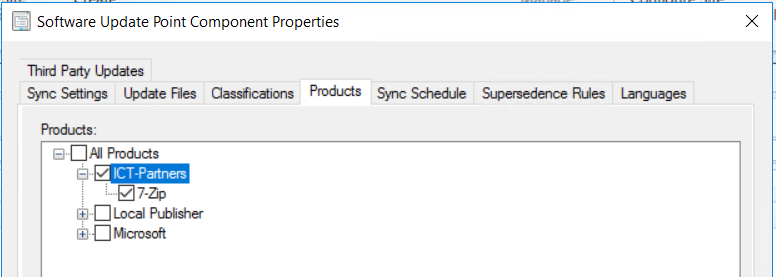 Software Update Point Component Properties
Third Party Updates
Sync Settings Update Files Classifications Products Sync Schedule Supersedence Rules Languages
Products:
All Products
ICT-Partners
7-Zip
Local Publisher
Microsoft